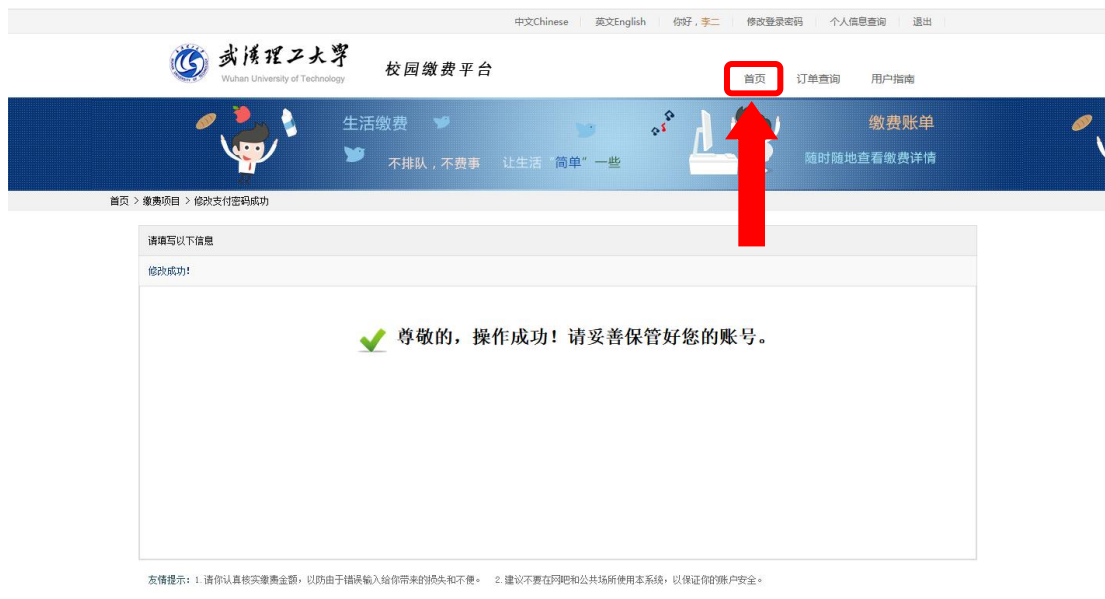 中文Chinese 英文English 你好，李二 修改登录密码 个人信息查询 退出
武汉理工大学
Wuhan University of Technology
校园缴费平台
首页 订单查询 用户指南
生活缴费
不排队，不费事 让生活“简单”一些
缴费账单
随时随地查看缴费详情
首页 > 缴费项目 > 修改支付密码成功
请填写以下信息
修改成功!
尊敬的，操作成功！请妥善保管好您的账号。
友情提示：1.请你认真核实缴费金额，以防由于错误输入给你带来的损失和不便。 2.建议不要在网吧和公共场所使用本系统，以保证你的账户安全。